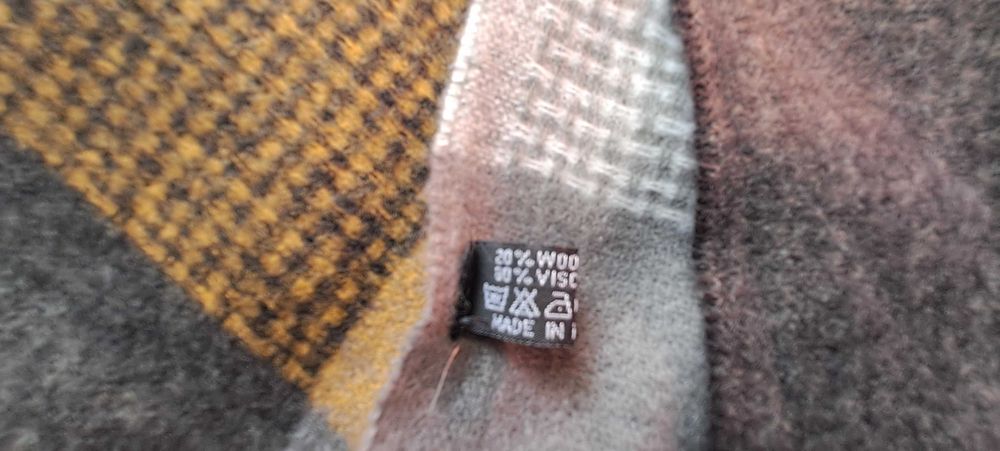 20% WOO
80% VISC
MADE IN